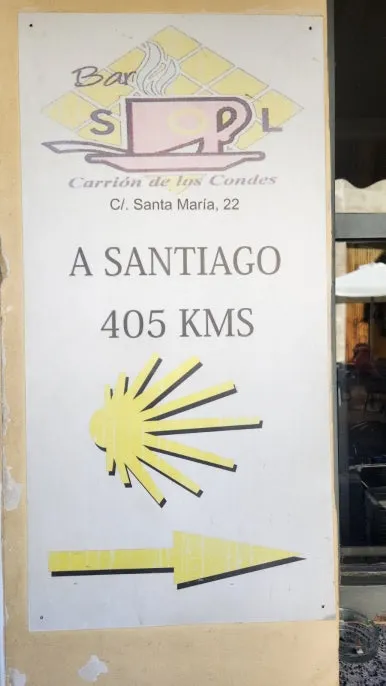 Bar
SOL
Carrión de los Condes
C/. Santa María, 22
A SANTIAGO
405 KMS